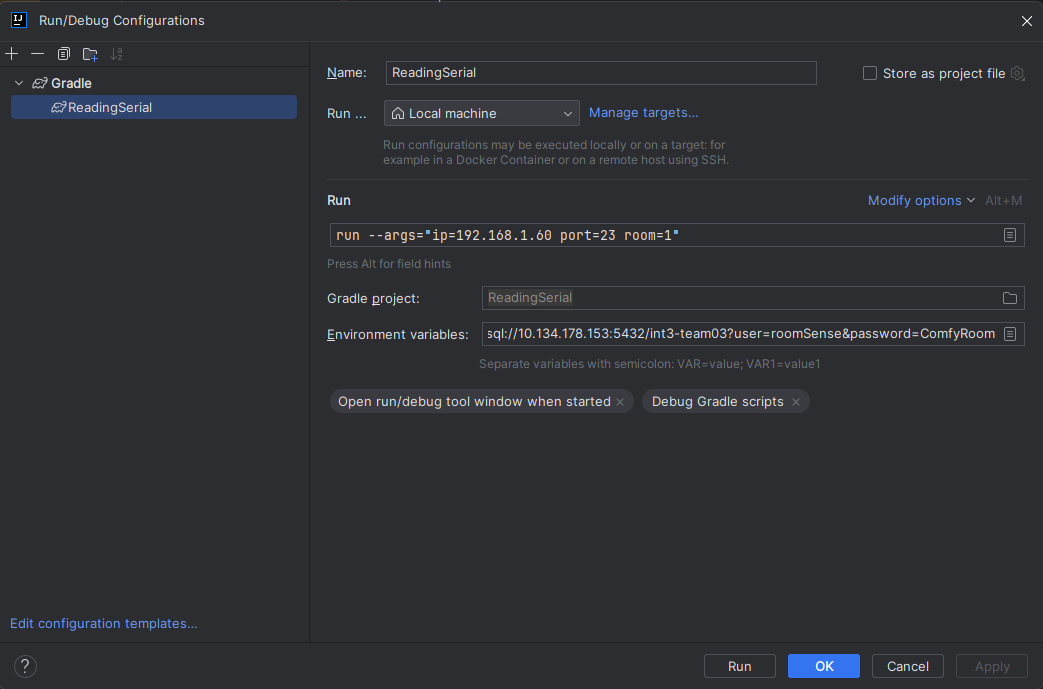 Run/Debug Configurations
Gradle
ReadingSerial
Edit configuration templates...
Name:
ReadingSerial
Store as project file
Run ...
Local machine
Manage targets...
Run configurations may be executed locally or on a target: for
example in a Docker Container or on a remote host using SSH.
Run
Modify options
Alt+M
run --args="ip=192.168.1.60 port=23 room=1"
Press Alt for field hints
Gradle project:
ReadingSerial
Environment variables:
sql://10.134.178.153:5432/int3-team03?user=roomSense&password=ComfyRoom
Separate variables with semicolon: VAR=value; VAR1=value1
Open run/debug tool window when started
Debug Gradle scripts
?
Run
OK
Cancel
Apply